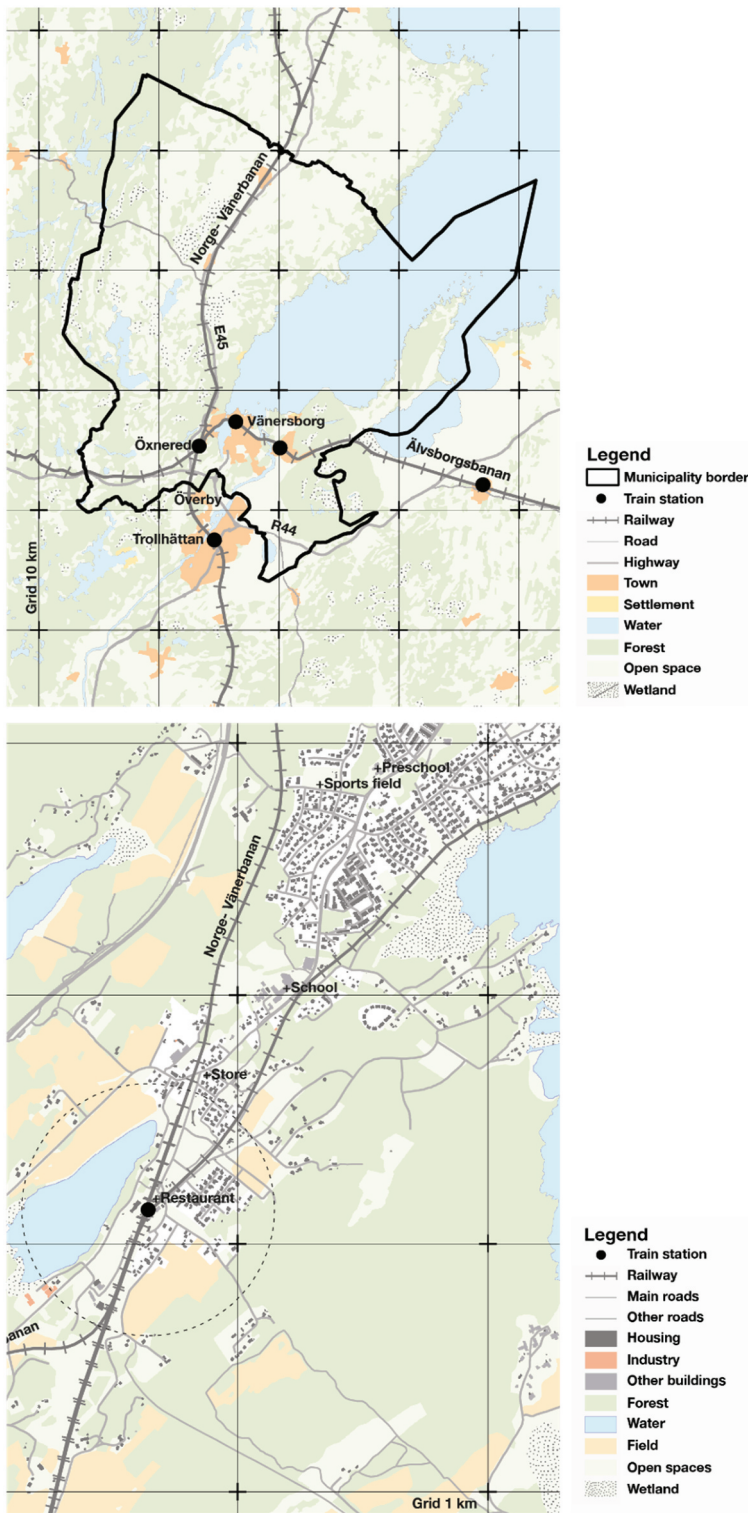 Norge- Vänerbanan
E45
Vänersborg
Öxnered
Älvsborgsbanan
Överby
R44
Trollhättan
Grid 10 km
Legend
Municipality border
Train station
Railway
Road
Highway
Town
Settlement
Water
Forest
Open space
Wetland
+Preschool
+Sports field
Norge- Vänerbanan
+School
+Store
+Restaurant
banan
Grid 1 km
Legend
Train station
Railway
Main roads
Other roads
Housing
Industry
Other buildings
Forest
Water
Field
Open spaces
Wetland